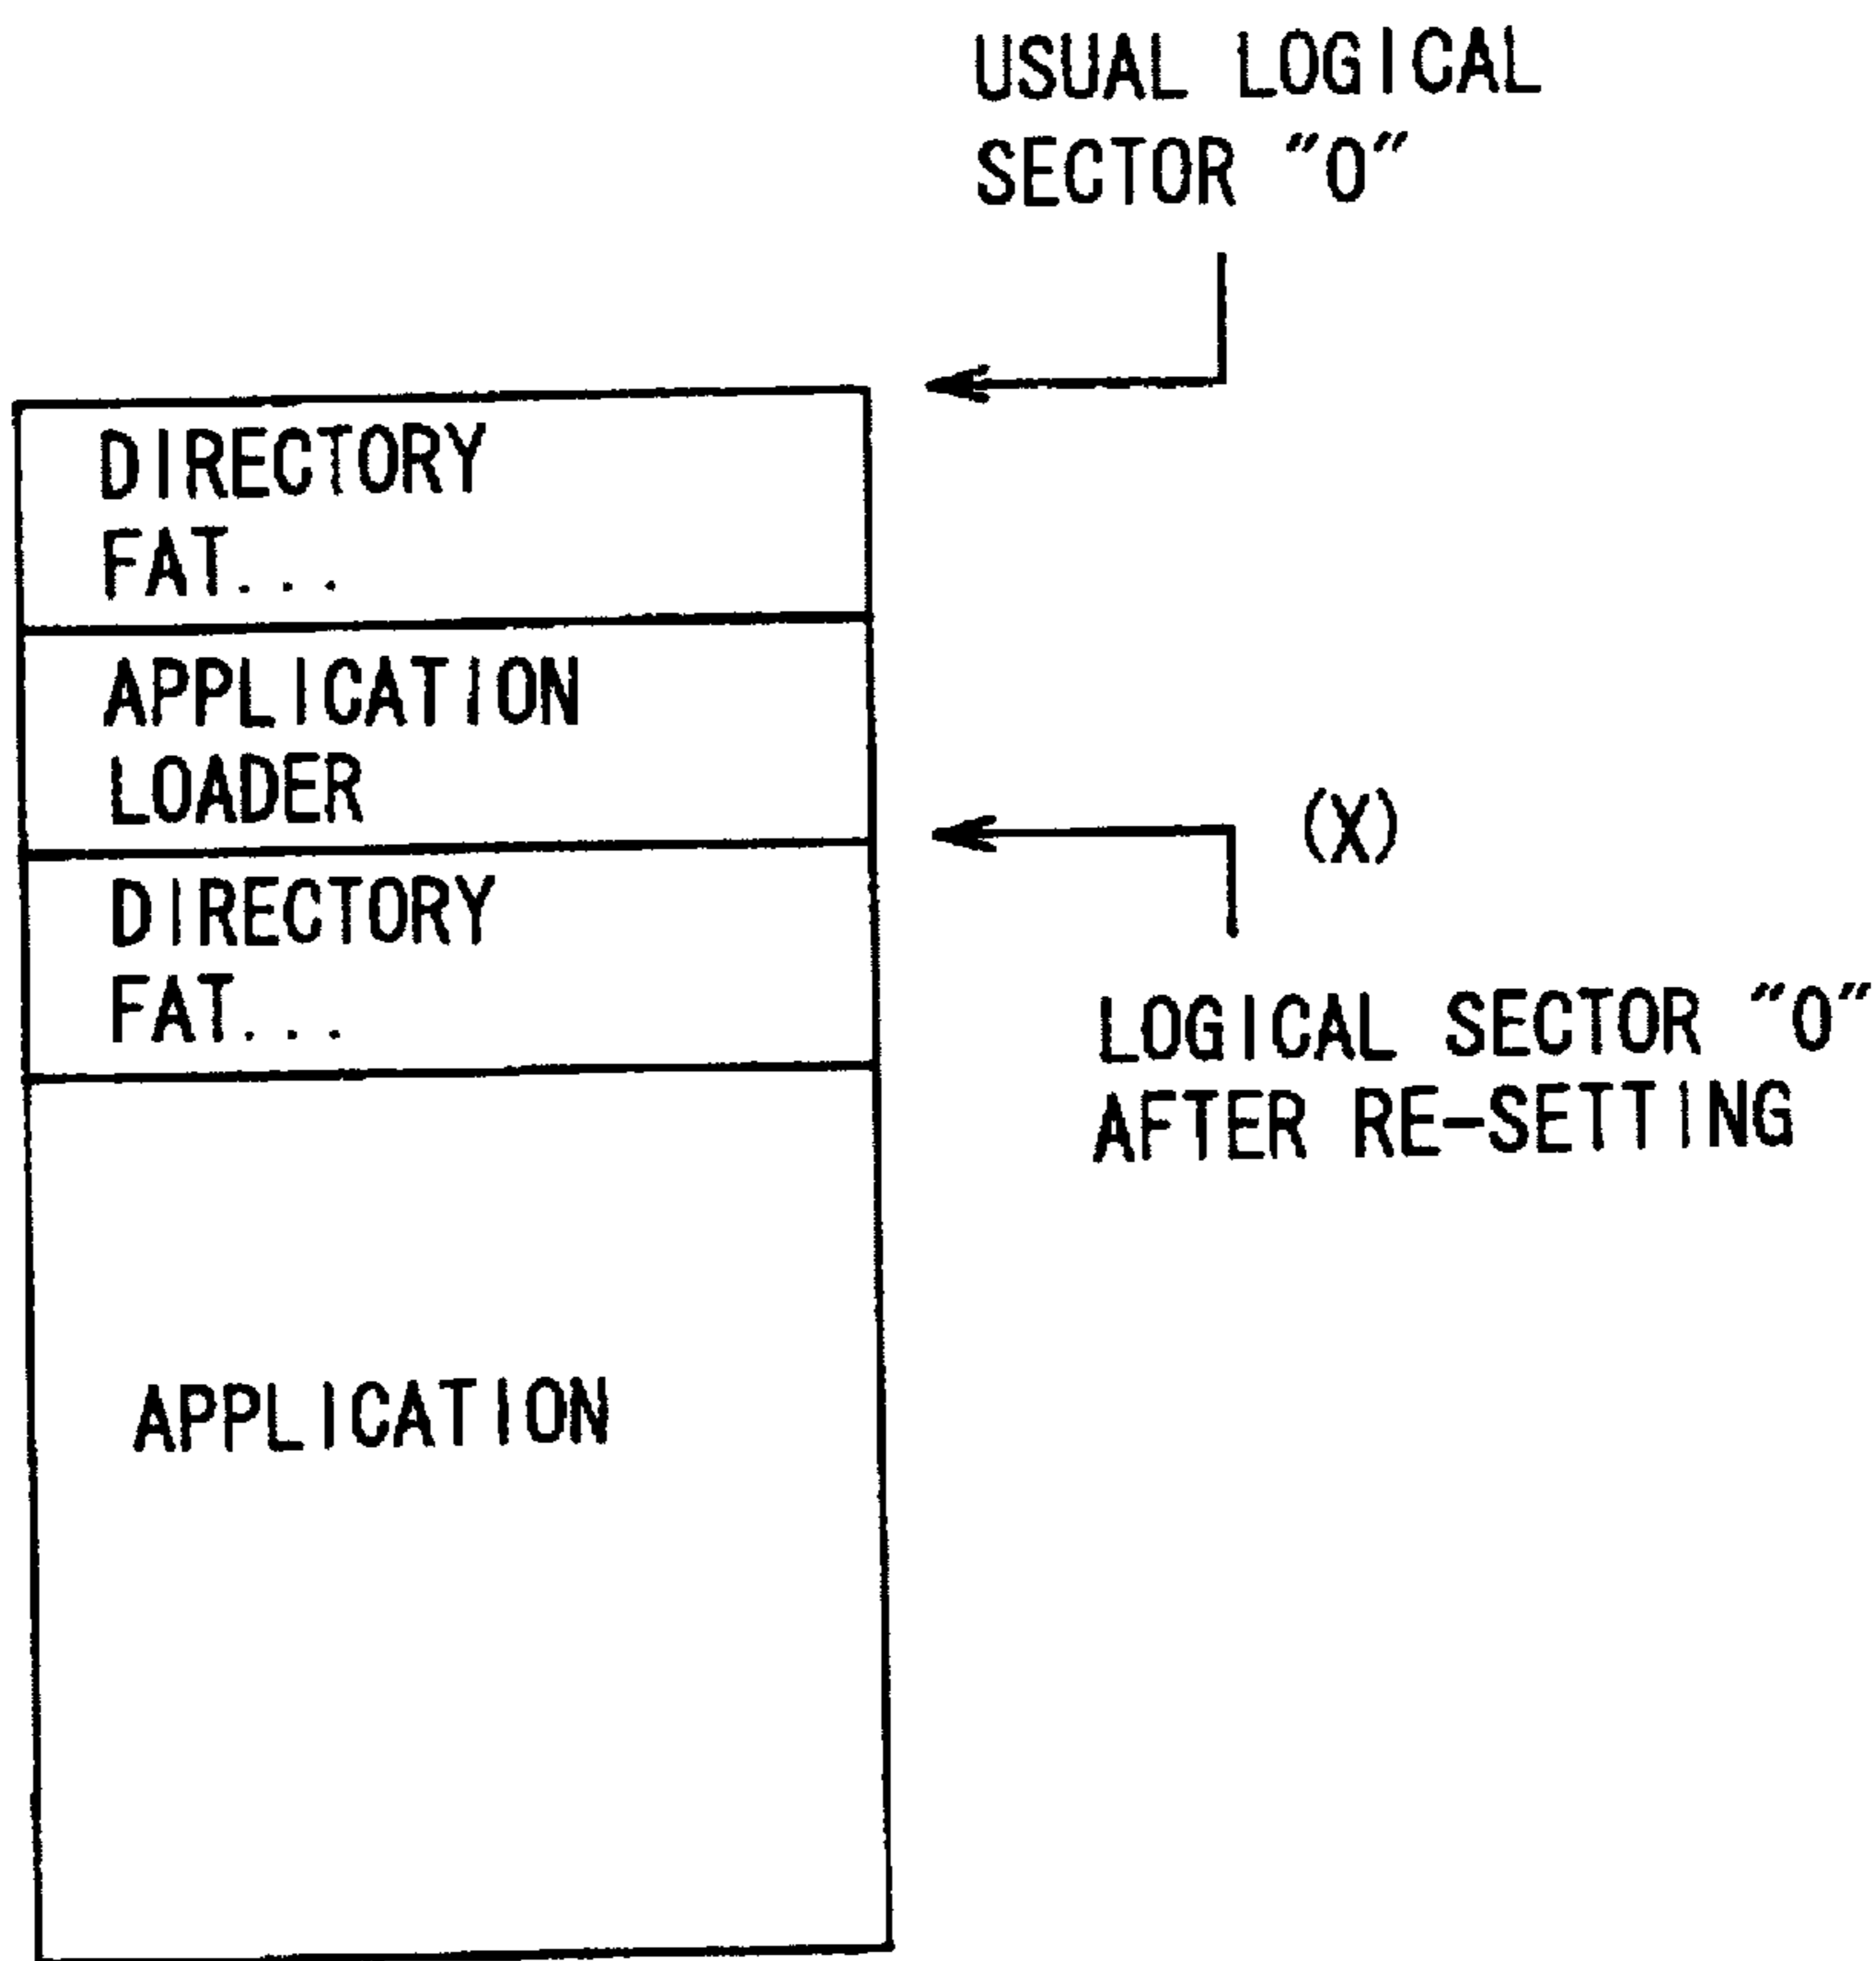 USUAL LOGICAL
SECTOR "0"
DIRECTORY
FAT...
APPLICATION
LOADER
(X)
DIRECTORY
FAT...
LOGICAL SECTOR "0"
AFTER RE-SETTING
APPLICATION